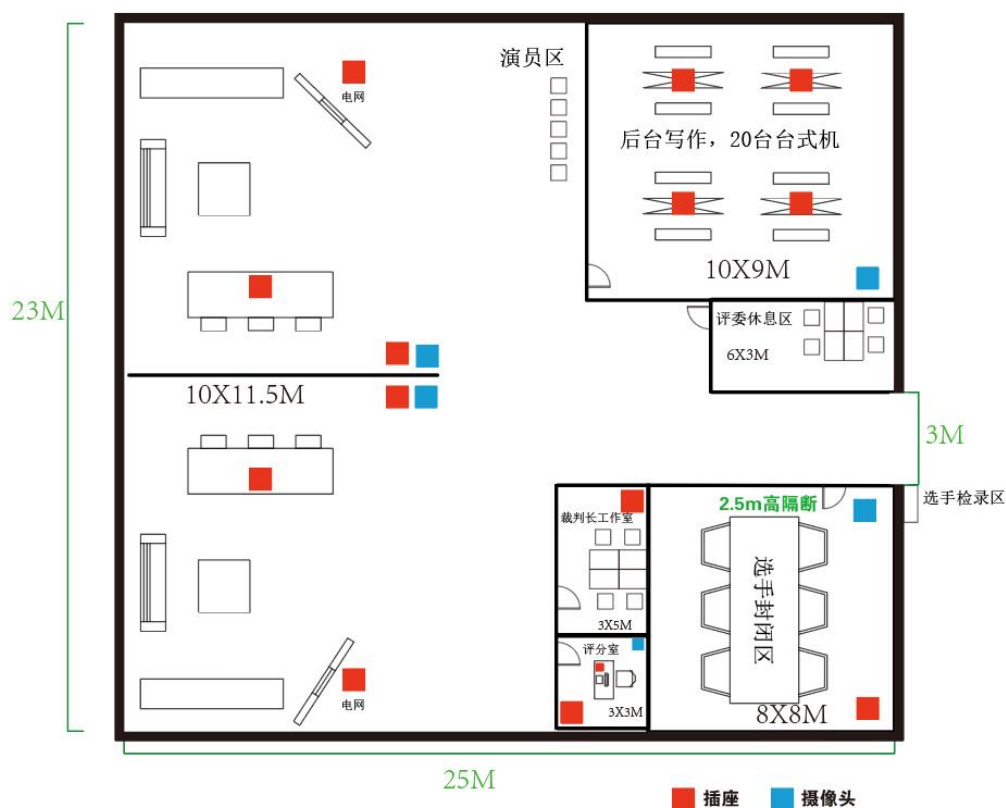 演员区
电网
后台写作，20台台式机
10X9M
23M
评委休息区
6X3M
10X11.5M
3M
选手检录区
2.5m高隔断
裁判长工作室
3X5M
选手封闭区
评分室
3X3M
8X8M
电网
25M
插座
摄像头